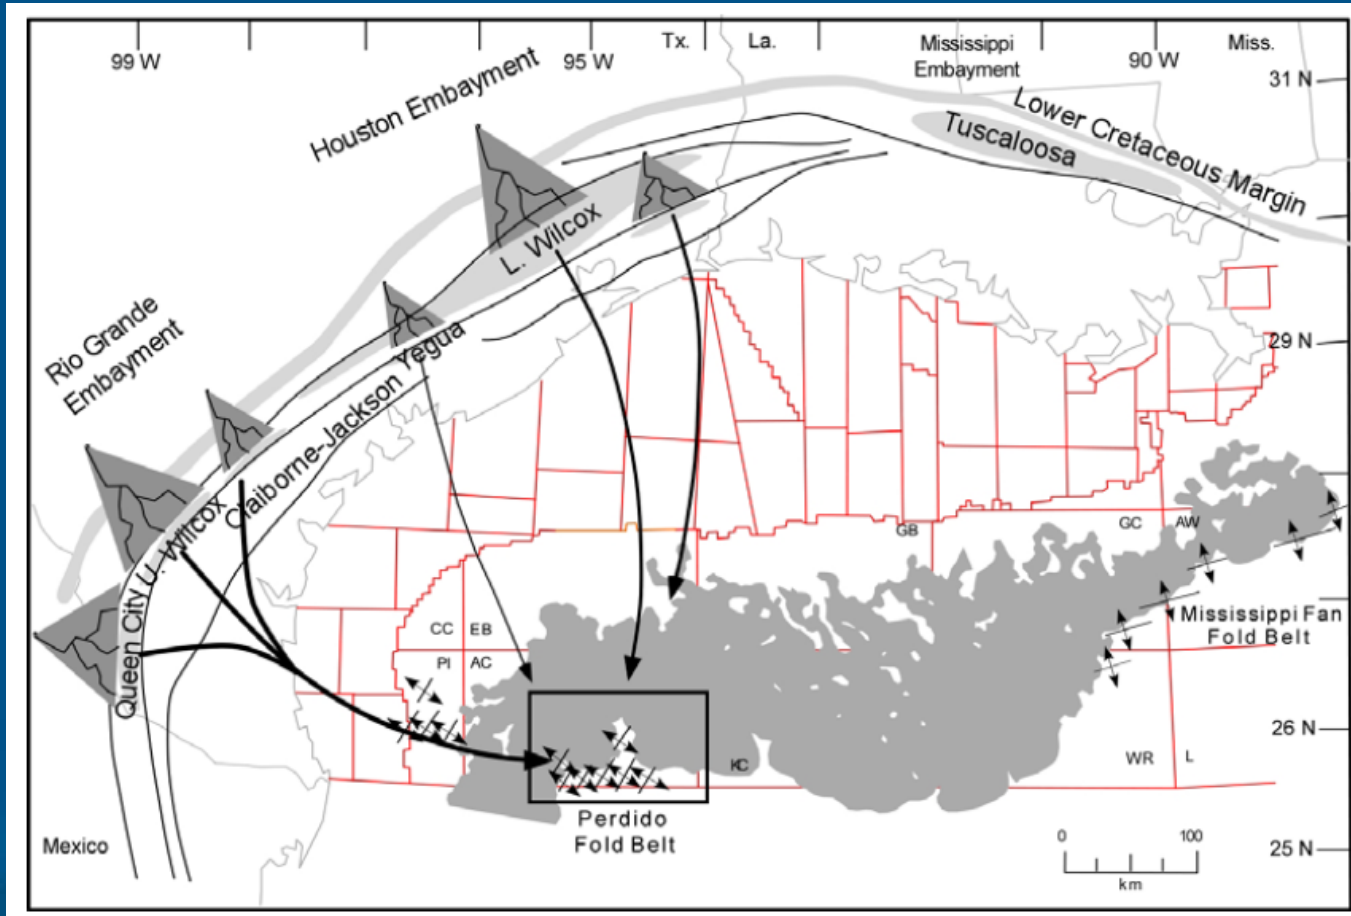 Tx.
La.
Mississippi
Embayment
Miss.
99 W
95 W
90 W
31 N
Houston Embayment
Lower Cretaceous Margin
Tuscaloosa
L. Wilcox
Rio Grande
Embayment
29 N
Claiborne-Jackson Yegua
U. Wilcox
Queen City
GB
GC
AW
CC
EB
PI
AC
Mississippi Fan
Fold Belt
26 N
KC
WR
L
Perdido
Fold Belt
Mexico
0
100
km
25 N